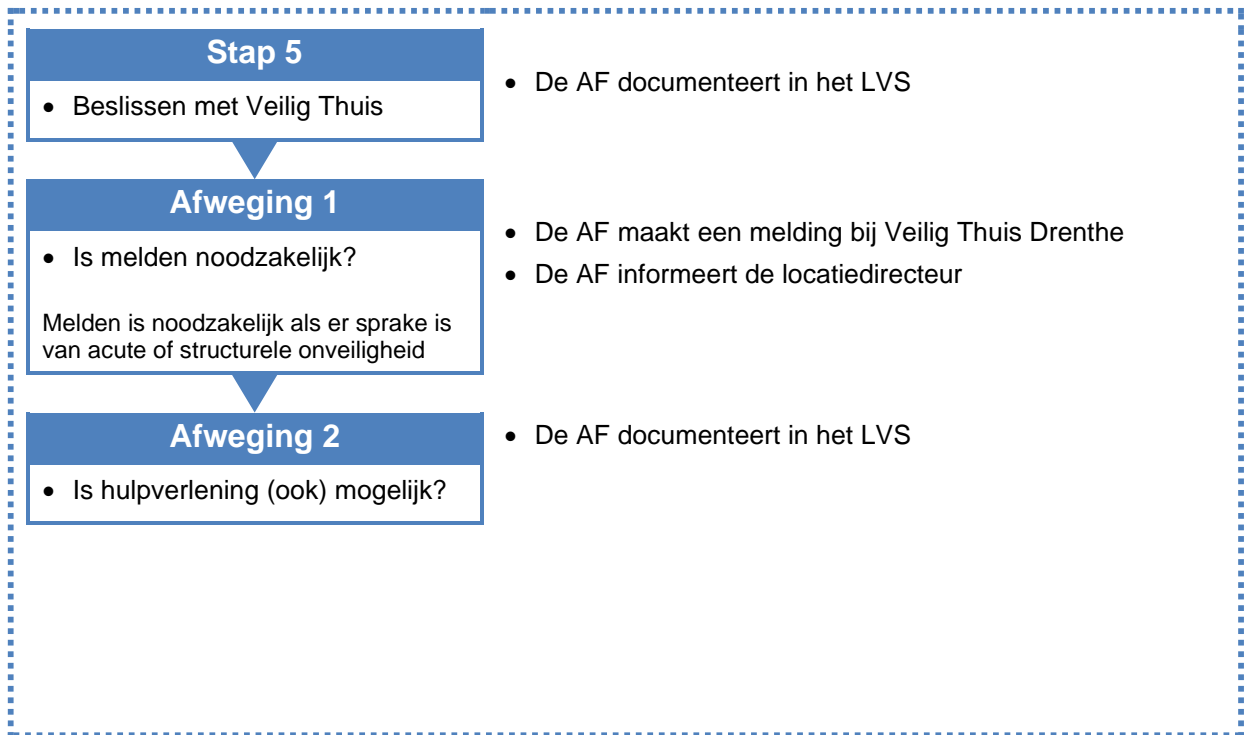 Stap 5
• Beslissen met Veilig Thuis
• De AF documenteert in het LVS
Afweging 1
• Is melden noodzakelijk?
Melden is noodzakelijk als er sprake is
van acute of structurele onveiligheid
• De AF maakt een melding bij Veilig Thuis Drenthe
• De AF informeert de locatiedirecteur
Afweging 2
• Is hulpverlening (ook) mogelijk?
• De AF documenteert in het LVS